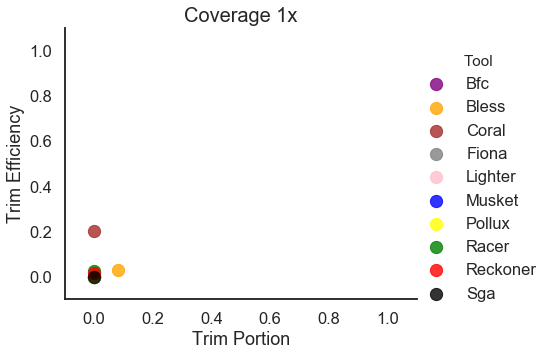 Coverage 1x
Trim Efficiency
1.0
0.8
0.6
0.4
0.2
0.0
0.0 0.2 0.4 0.6 0.8 1.0
Trim Portion
Tool
Bfc
Bless
Coral
Fiona
Lighter
Musket
Pollux
Racer
Reckoner
Sga